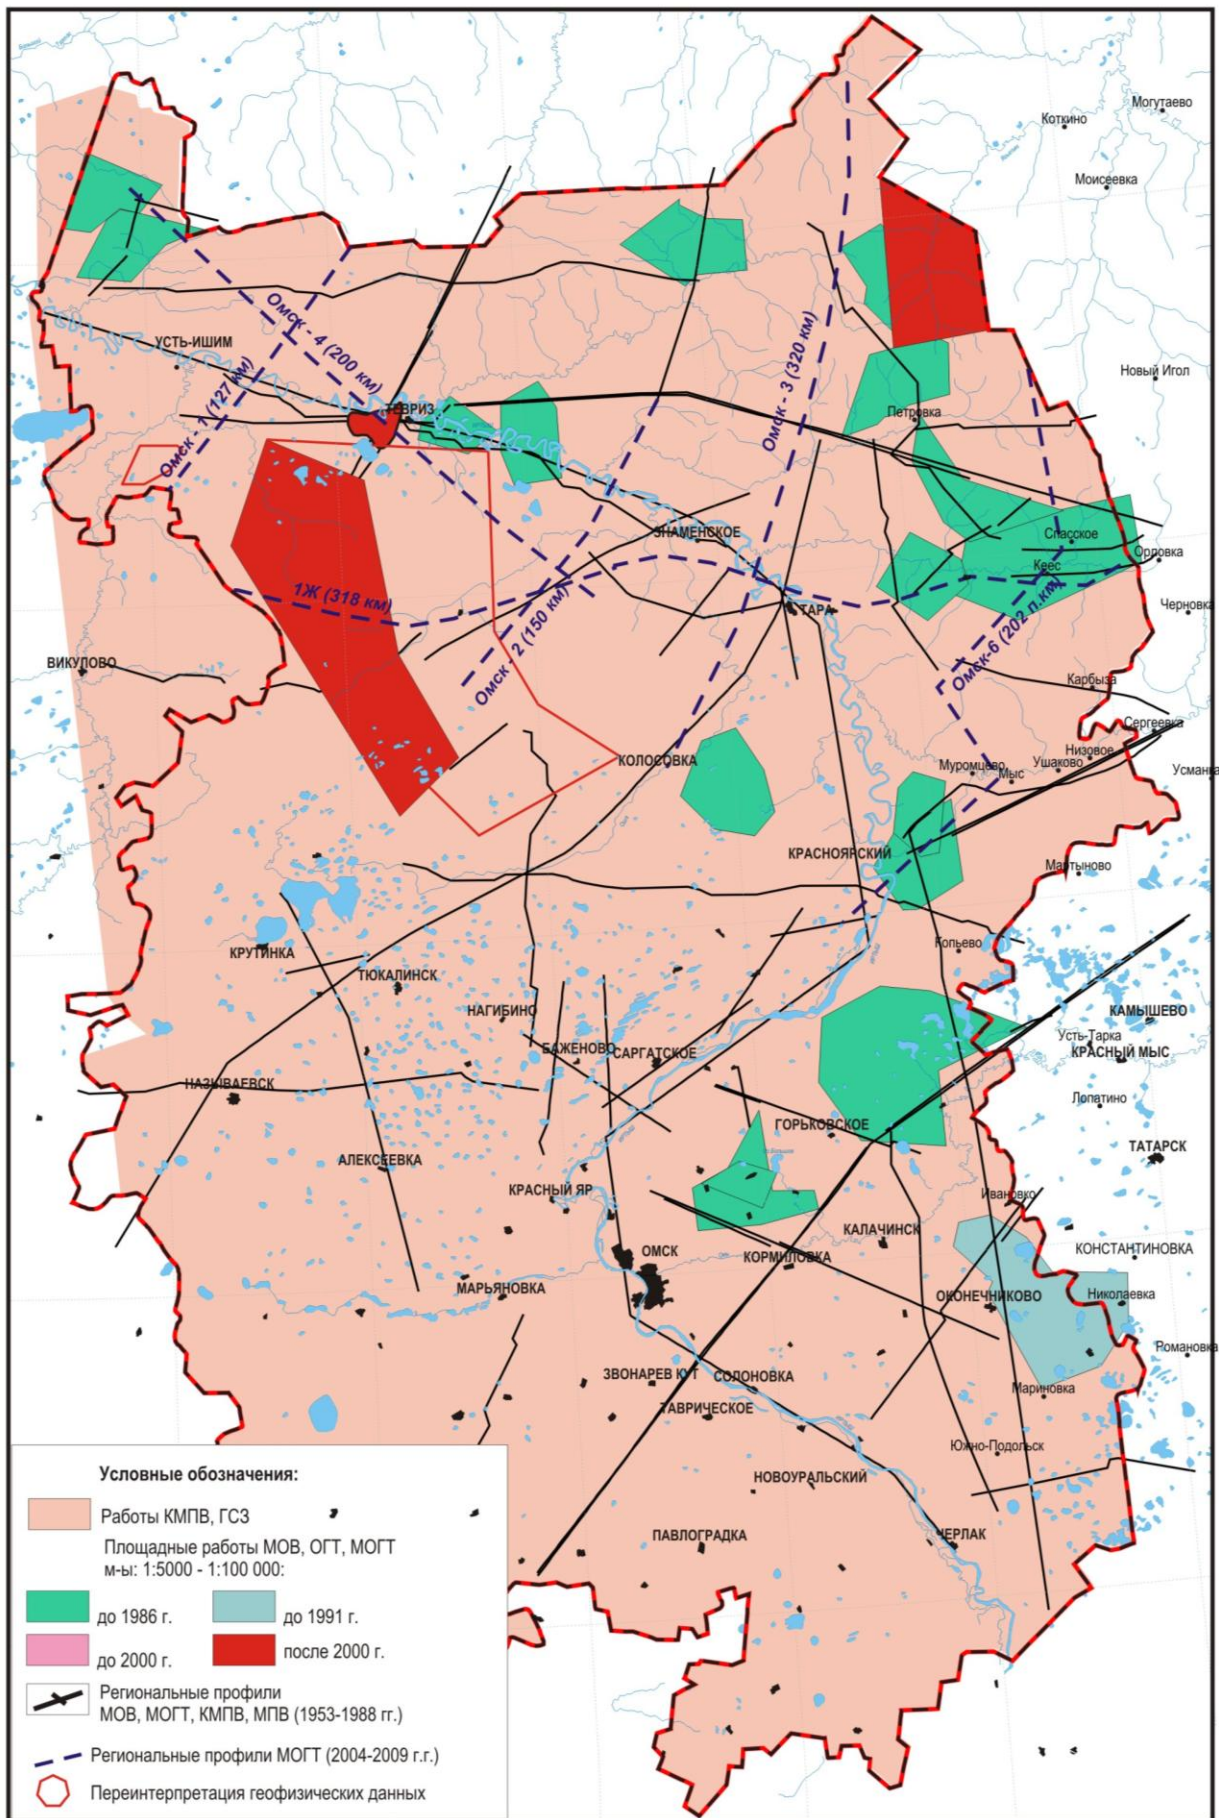 Могутаево
Коткино
Моисеевка
Омск - 4 (200 км)
УСТЬ-ИШИМ
Омск - 1 (127 км)
Омск - 3 (320 км)
Новый Игол
ТЕВРИЗ
Петровка
ЗНАМЕНСКОЕ
Спасское
Орловка
Кеес
1Ж (318 км)
ТАРА
Черновка
Омск - 2 (150 км)
Омск-6 (202 п.км)
ВИКУЛОВО
Карбыза
Сергеевка
КОЛОСОВКА
Низовое
Муромцево
Ушаково
Мыс
Усманка
КРАСНОЯРСКИЙ
Мартыново
КРУТИНКА
Копьево
ТЮКАЛИНСК
НАГИБИНО
КАМЫШЕВО
Усть-Тарка
БАЖЕНОВО
САРГАТСКОЕ
КРАСНЫЙ МЫС
НАЗЫВАЕВСК
Лопатино
ГОРЬКОВСКОЕ
ТАТАРСК
АЛЕКСЕЕВКА
КРАСНЫЙ ЯР
Ивановко
КАЛАЧИНСК
ОМСК
КОРМИЛОВКА
КОНСТАНТИНОВКА
МАРЬЯНОВКА
ОКОНЕЧНИКОВО
Николаевка
Романовка
ЗВОНАРЕВ КУТ
СОЛОНОВКА
Мариновка
ТАВРИЧЕСКОЕ
Южно-Подольск
НОВОУРАЛЬСКИЙ
ПАВЛОГРАДКА
ЧЕРЛАК
Условные обозначения:
Работы КМПВ, ГСЗ
Площадные работы МОВ, ОГТ, МОГТ
м-ы: 1:5000 - 1:100 000:
до 1986 г.
до 1991 г.
до 2000 г.
после 2000 г.
Региональные профили
МОВ, МОГТ, КМПВ, МПВ (1953-1988 гг.)
Региональные профили МОГТ (2004-2009 г.г.)
Переинтерпретация геофизических данных